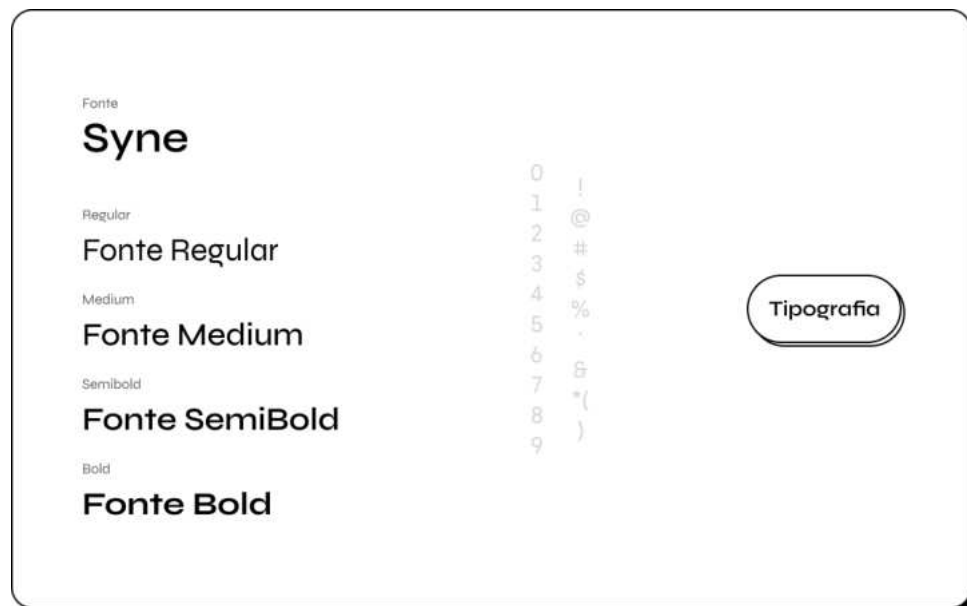 Fonte
Syne
Regular
Fonte Regular
Medium
Fonte Medium
Semibold
Fonte SemiBold
Bold
Fonte Bold
0
1
2
3
4
5
6
7
8
9
!
@
#
$
%
&
*(
)
Tipografia